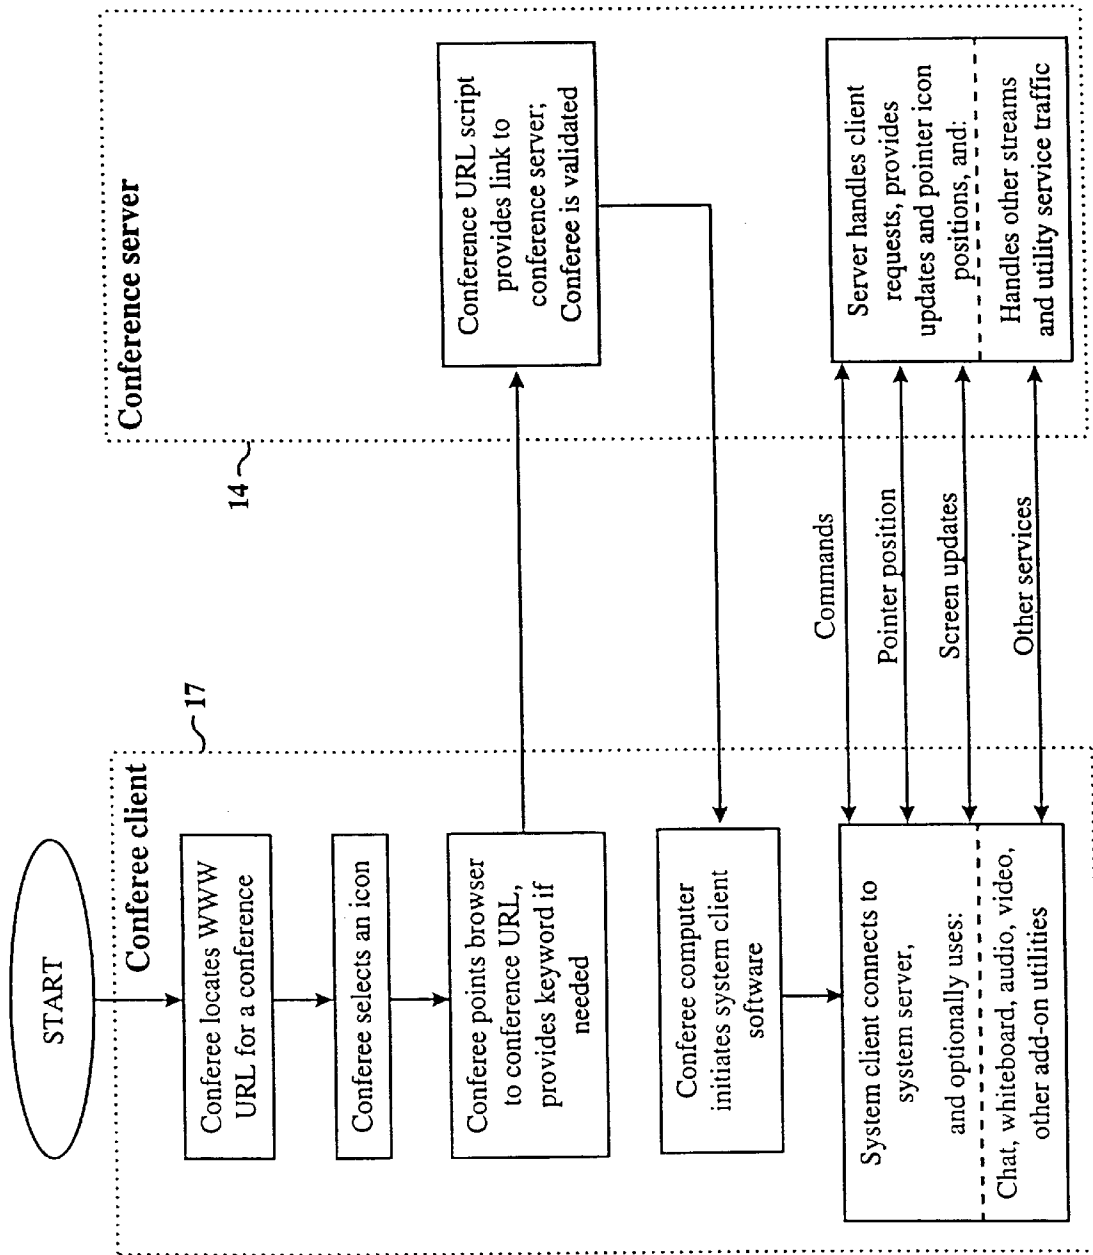 START
Conferee client
17
Conferee locates WWW
URL for a conference
Conferee selects an icon
Conferee points browser
to conference URL,
provides keyword if
needed
Conferee computer
initiates system client
software
System client connects to
system server,
and optionally uses:
Chat, whiteboard, audio, video,
other add-on utilities
Commands
Pointer position
Screen updates
Other services
14
Conference server
Conference URL script
provides link to
conference server;
Conferee is validated
Server handles client
requests, provides
updates and pointer icon
positions, and:
Handles other streams
and utility service traffic